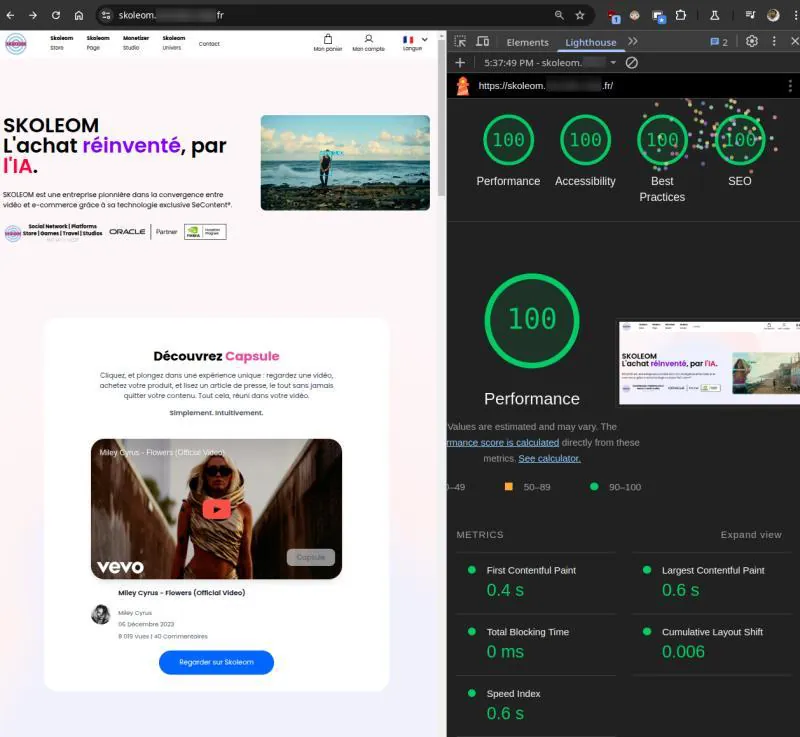 skoleom.
fr
Skoleom
Store
Skoleom
Page
Monetizer
Studio
Skoleom
Univers
Contact
Mon panier
Mon compte
Langue
SKOLEOM
L'achat réinventé, par
l'IA.
SKOLEOM est une entreprise pionnière dans la convergence entre
vidéo et e-commerce grâce à sa technologie exclusive SeContent®.
Social Network | Platforms
Store | Games | Travel | Studios
ORACLE
Partner
Découvrez Capsule
Cliquez, et plongez dans une expérience unique : regardez une vidéo,
achetez votre produit, et lisez un article de presse, le tout sans jamais
quitter votre contenu. Tout cela, réuni dans votre vidéo.
Simplement. Intuitivement.
Miley Cyrus - Flowers (Official Video)
vevo
Capsule
Miley Cyrus - Flowers (Official Video)
Miley Cyrus
06 Décembre 2023
8 019 vues | 40 Commentaires
Regarder sur Skoleom
Elements
Lighthouse
2
5:37:49 PM - skoleom.
https://skoleom.
.fr/
100
100
100
100
Performance
Accessibility
Best
Practices
SEO
100
SKOLEOM
L'achat réinventé, par l'IA.
Performance
Values are estimated and may vary. The
rmance score is calculated directly from these
metrics. See calculator.
0–49
50–89
90–100
METRICS
Expand view
First Contentful Paint
0.4 s
Largest Contentful Paint
0.6 s
Total Blocking Time
0 ms
Cumulative Layout Shift
0.006
Speed Index
0.6 s